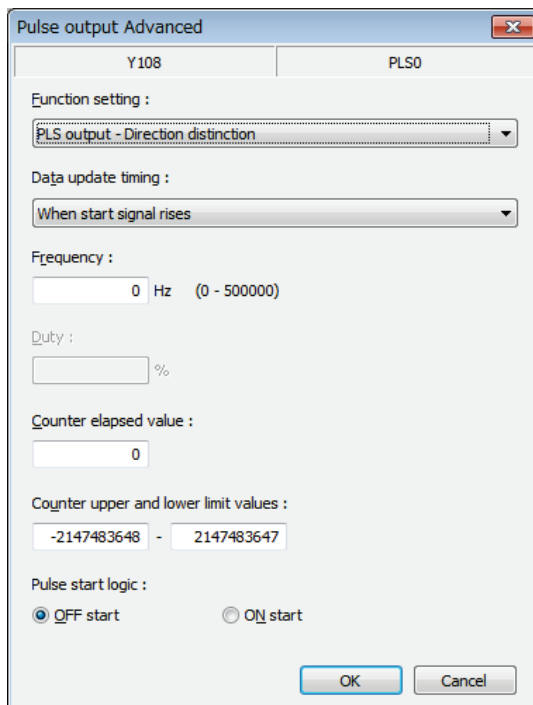 Pulse output Advanced
Y108 PLS0
Function setting :
PLS output - Direction distinction
Data update timing :
When start signal rises
Frequency :
0 Hz (0 - 500000)
Duty :
%
Counter elapsed value :
0
Counter upper and lower limit values :
-2147483648 - 2147483647
Pulse start logic :
OFF start ON start
OK Cancel